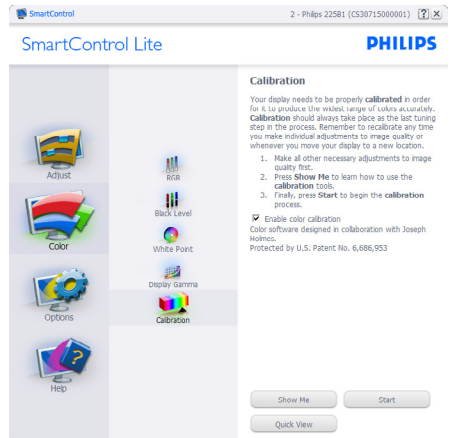 SmartControl
2 - Philips 225B1 (CS30715000001)
?
SmartControl Lite
PHILIPS
Adjust
Color
Options
Help
RGB
Black Level
White Point
Display Gamma
Calibration
Calibration
Your display needs to be properly calibrated in order
for it to produce the widest range of colors accurately.
Calibration should always take place as the last tuning
step in the process. Remember to recalibrate any time
you make individual adjustments to image quality or
whenever you move your display to a new location.
1. Make all other necessary adjustments to image
quality first.
2. Press Show Me to learn how to use the
calibration tools.
3. Finally, press Start to begin the calibration
process.
Enable color calibration
Color software designed in collaboration with Joseph
Holmes.
Protected by U.S. Patent No. 6,686,953
Show Me
Start
Quick View